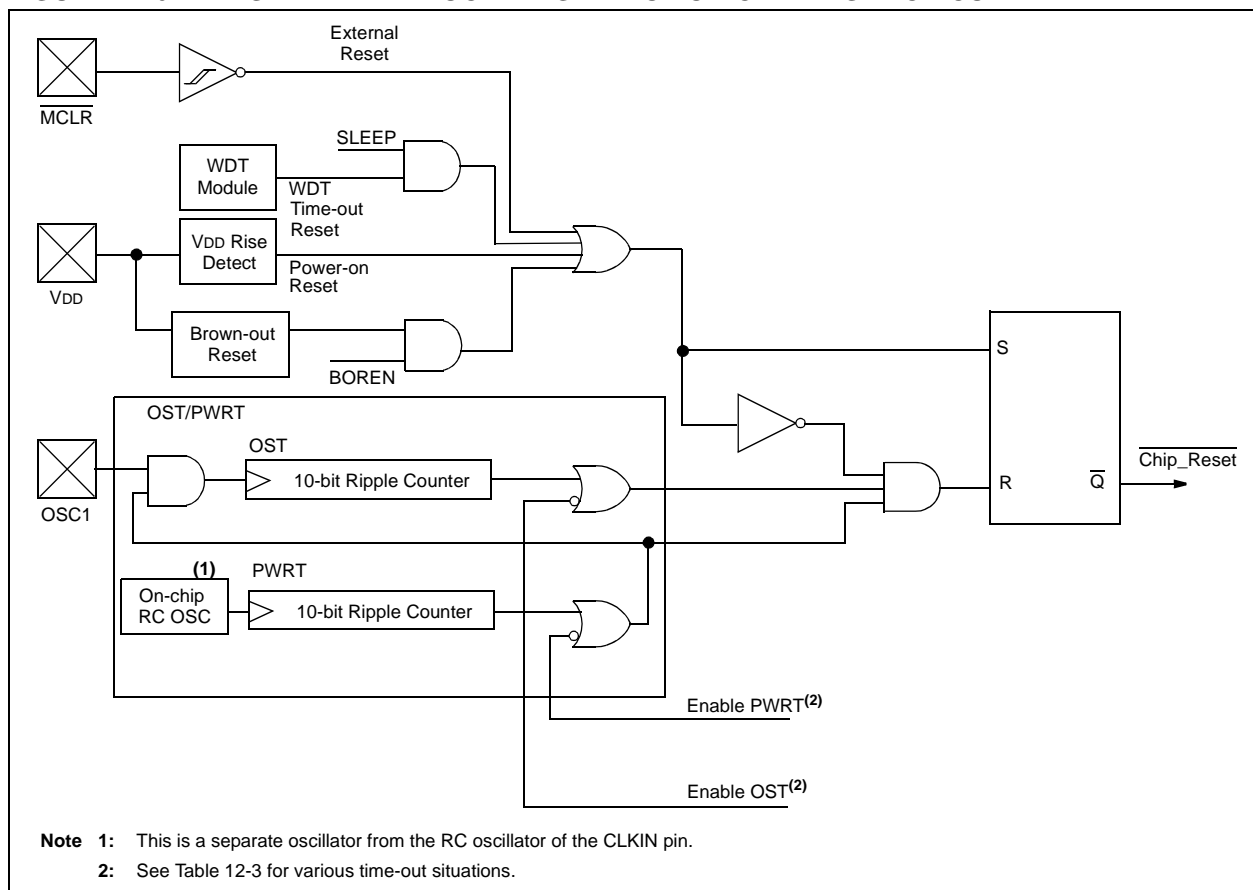 External
Reset
MCLR
SLEEP
WDT
Module
WDT
Time-out
Reset
VDD Rise
Detect
Power-on
Reset
VDD
Brown-out
Reset
BOREN
S
OST/PWRT
OST
10-bit Ripple Counter
OSC1
Chip_Reset
R
Q
(1)
PWRT
On-chip
RC OSC
10-bit Ripple Counter
Enable PWRT(2)
Enable OST(2)
Note 1: This is a separate oscillator from the RC oscillator of the CLKIN pin.
2: See Table 12-3 for various time-out situations.